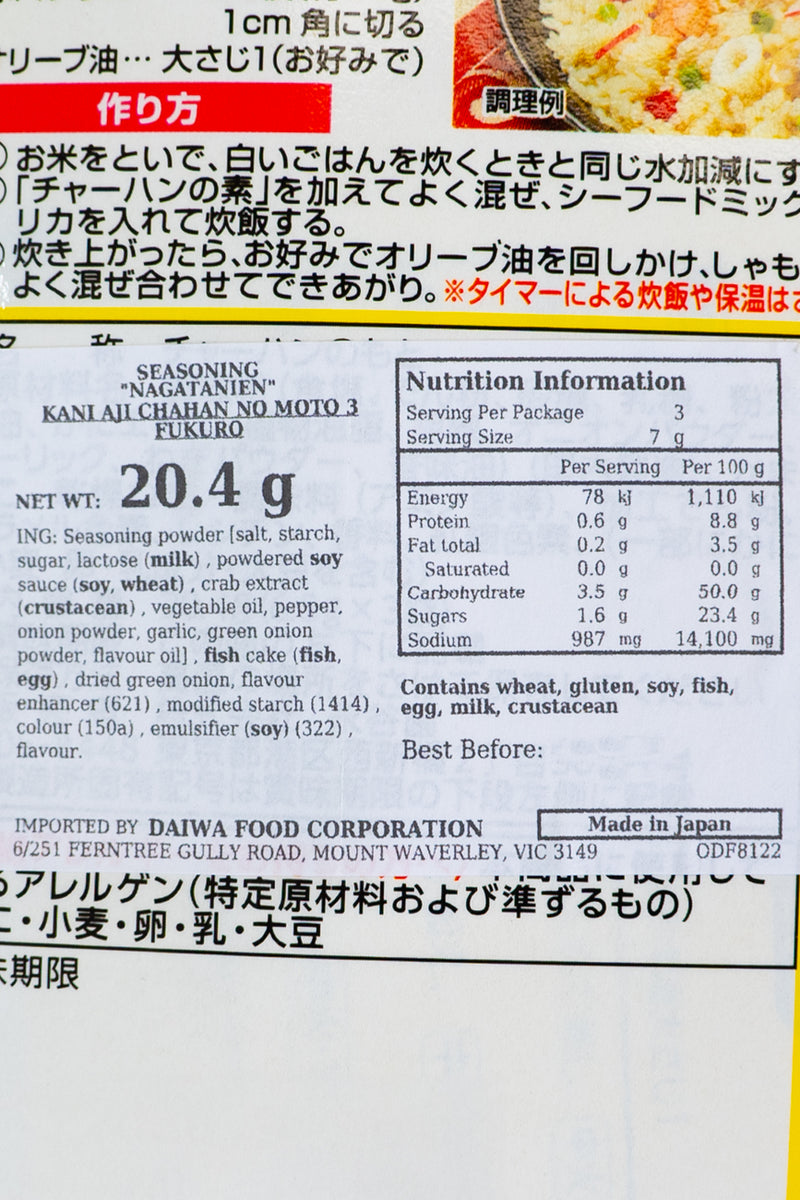 1cm 角に切る
リーブ油… 大さじ1(お好みで)
作り方
調理例
お米をといで、白いごはんを炊くときと同じ水加減にす
「チャーハンの素」を加えてよく混ぜ、シーフードミック
リカを入れて炊飯する。
炊き上がったら、お好みでオリーブ油を回しかけ、しゃも
よく混ぜ合わせてできあがり。※タイマーによる炊飯や保温は
SEASONING
"NAGATANIEN"
KANI AJI CHAHAN NO MOTO 3
FUKURO
NET WT: 20.4 g
ING: Seasoning powder [salt, starch,
sugar, lactose (milk) , powdered soy
sauce (soy, wheat) , crab extract
(crustacean) , vegetable oil, pepper,
onion powder, garlic, green onion
powder, flavour oil] , fish cake (fish,
egg) , dried green onion, flavour
enhancer (621) , modified starch (1414) ,
colour (150a) , emulsifier (soy) (322) ,
flavour.
Nutrition Information
Serving Per Package 3
Serving Size 7 g
Per Serving Per 100 g
Energy 78 kJ 1,110 kJ
Protein 0.6 g 8.8 g
Fat total 0.2 g 3.5 g
Saturated 0.0 g 0.0 g
Carbohydrate 3.5 g 50.0 g
Sugars 1.6 g 23.4 g
Sodium 987 mg 14,100 mg
Contains wheat, gluten, soy, fish,
egg, milk, crustacean
Best Before:
IMPORTED BY DAIWA FOOD CORPORATION
Made in Japan
6/251 FERNTREE GULLY ROAD, MOUNT WAVERLEY, VIC 3149
ODF8122
アレルゲン(特定原材料および準ずるもの)
・小麦・卵・乳・大豆
期限